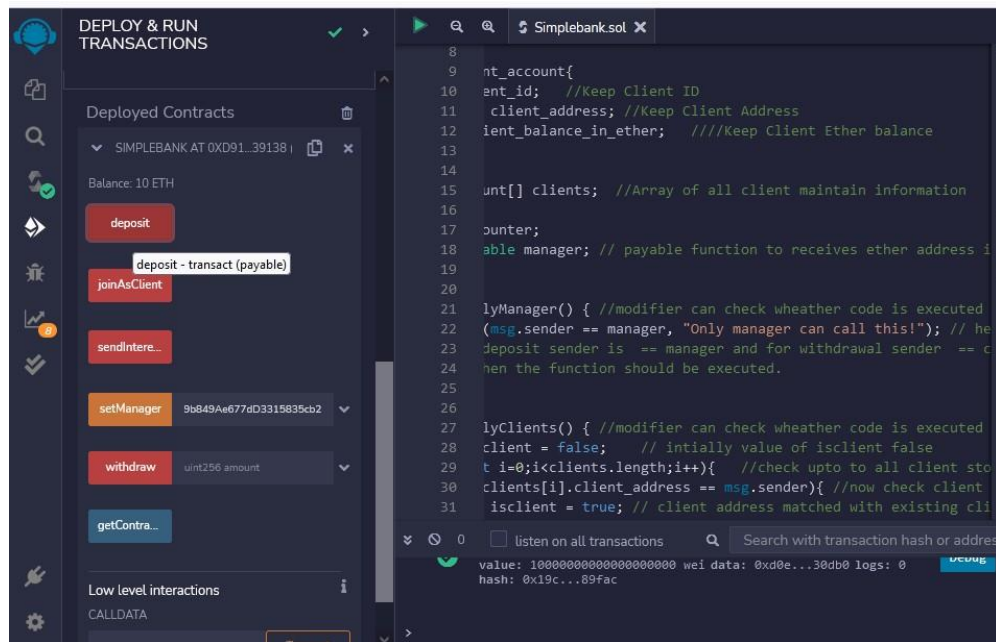 DEPLOY & RUN
TRANSACTIONS
Deployed Contracts
SIMPLEBANK AT 0XD91...39138 (
Balance: 10 ETH
deposit
deposit - transact (payable)
joinAsClient
sendIntere...
setManager 9b849Ae677dD3315835cb2
withdraw uint256 amount
getContra...
Low level interactions
i
CALLDATA
8
Simplebank.sol
8
9 nt_account{
10 ent_id; //Keep Client ID
11 client_address; //Keep Client Address
12 ient_balance_in_ether; ////Keep Client Ether balance
13
14
15 unt[] clients; //Array of all client maintain information
16
17 ounter;
18 able manager; // payable function to receives ether address i
19
20
21 lyManager() { //modifier can check wheather code is executed
22 (msg.sender == manager, "Only manager can call this!"); // he
23 deposit sender is == manager and for withdrawal sender == c
24 hen the function should be executed.
25
26
27 lyClients() { //modifier can check wheather code is executed
28 client = false; // intially value of isclient false
29 t i=0;i<clients.length;i++){ //check upto to all client sto
30 clients[i].client_address == msg.sender){ //now check client
31 isclient = true; // client address matched with existing cli
0 listen on all transactions Search with transaction hash or addres
value: 10000000000000000000 wei data: 0xd0e...30db0 logs: 0 Debug
hash: 0x19c...89fac
>